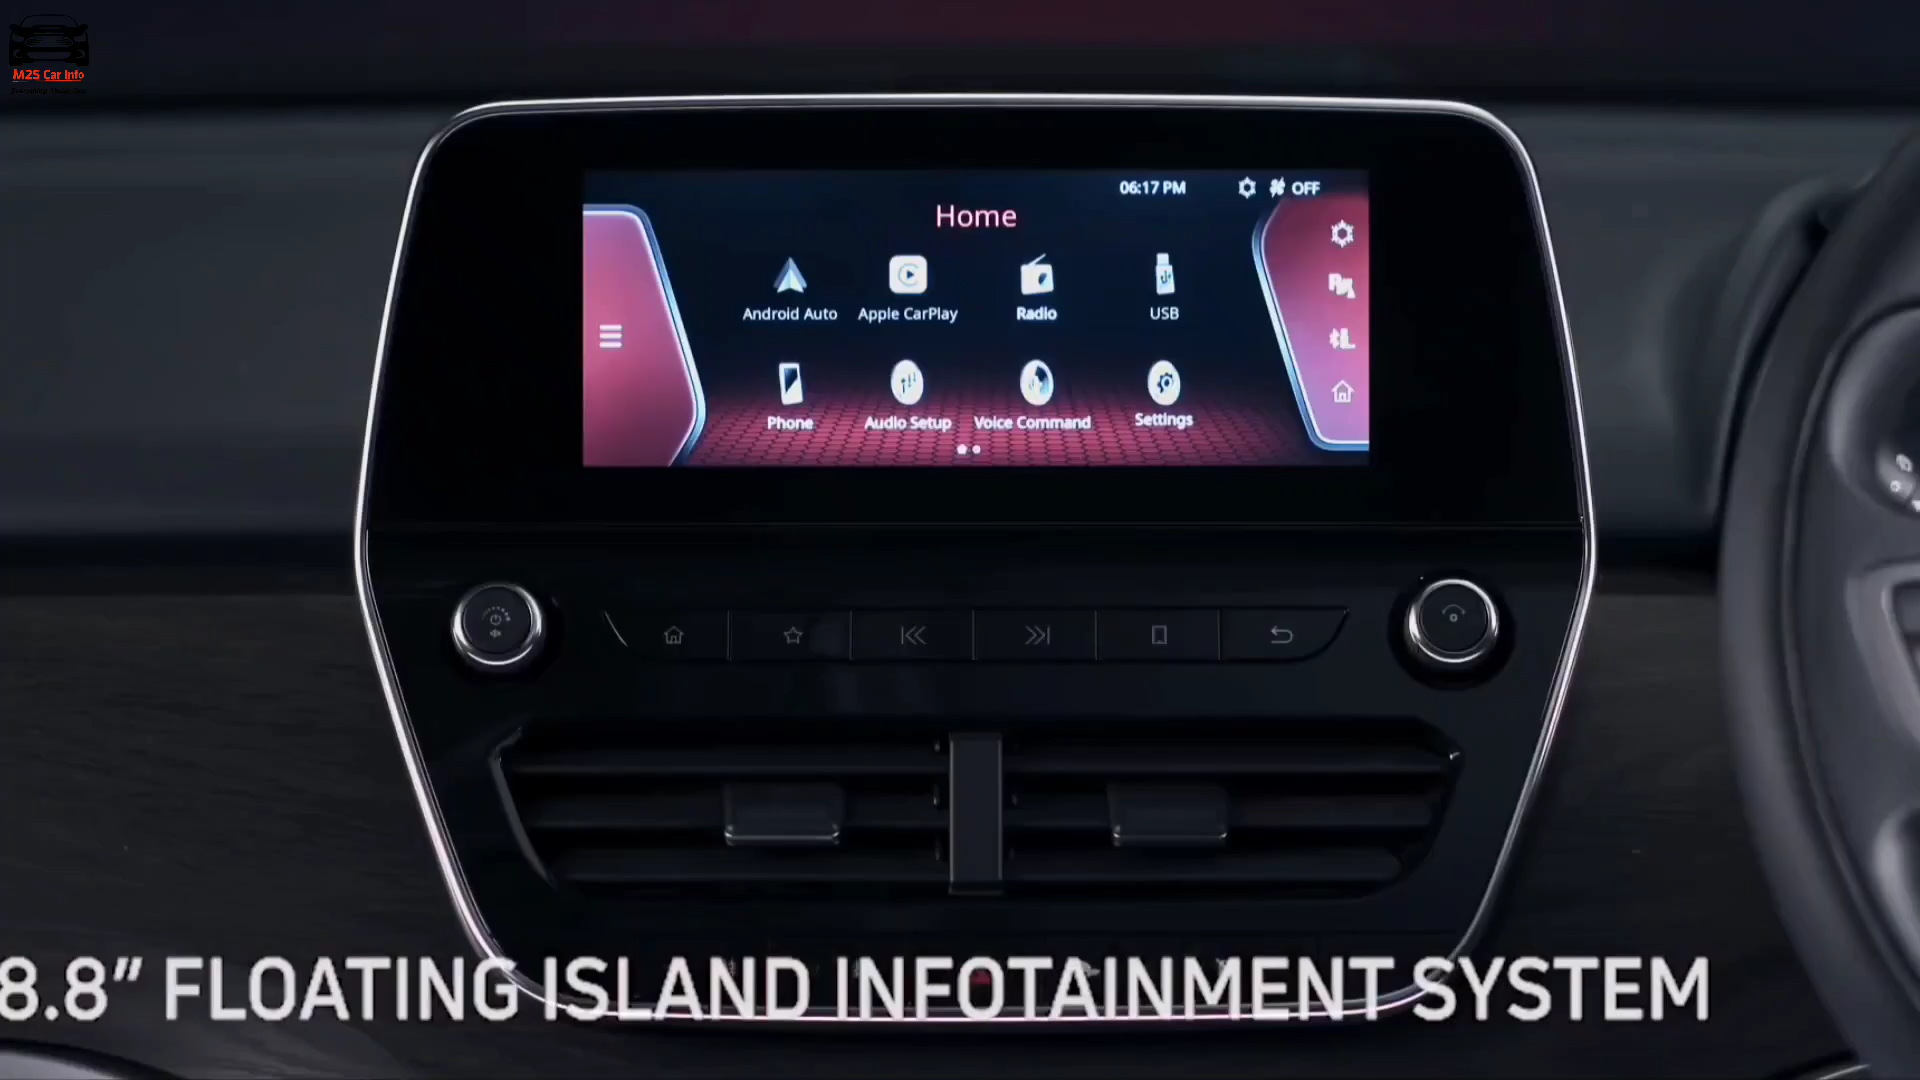 M25 Car Info
06:17 PM OFF
Home
Android Auto Apple CarPlay Radio USB
Phone Audio Setup Voice Command Settings
8.8” FLOATING ISLAND INFOTAINMENT SYSTEM